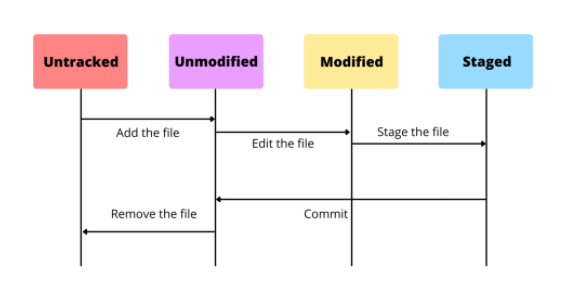 Untracked
Unmodified
Modified
Staged
Add the file
Edit the file
Stage the file
Remove the file
Commit